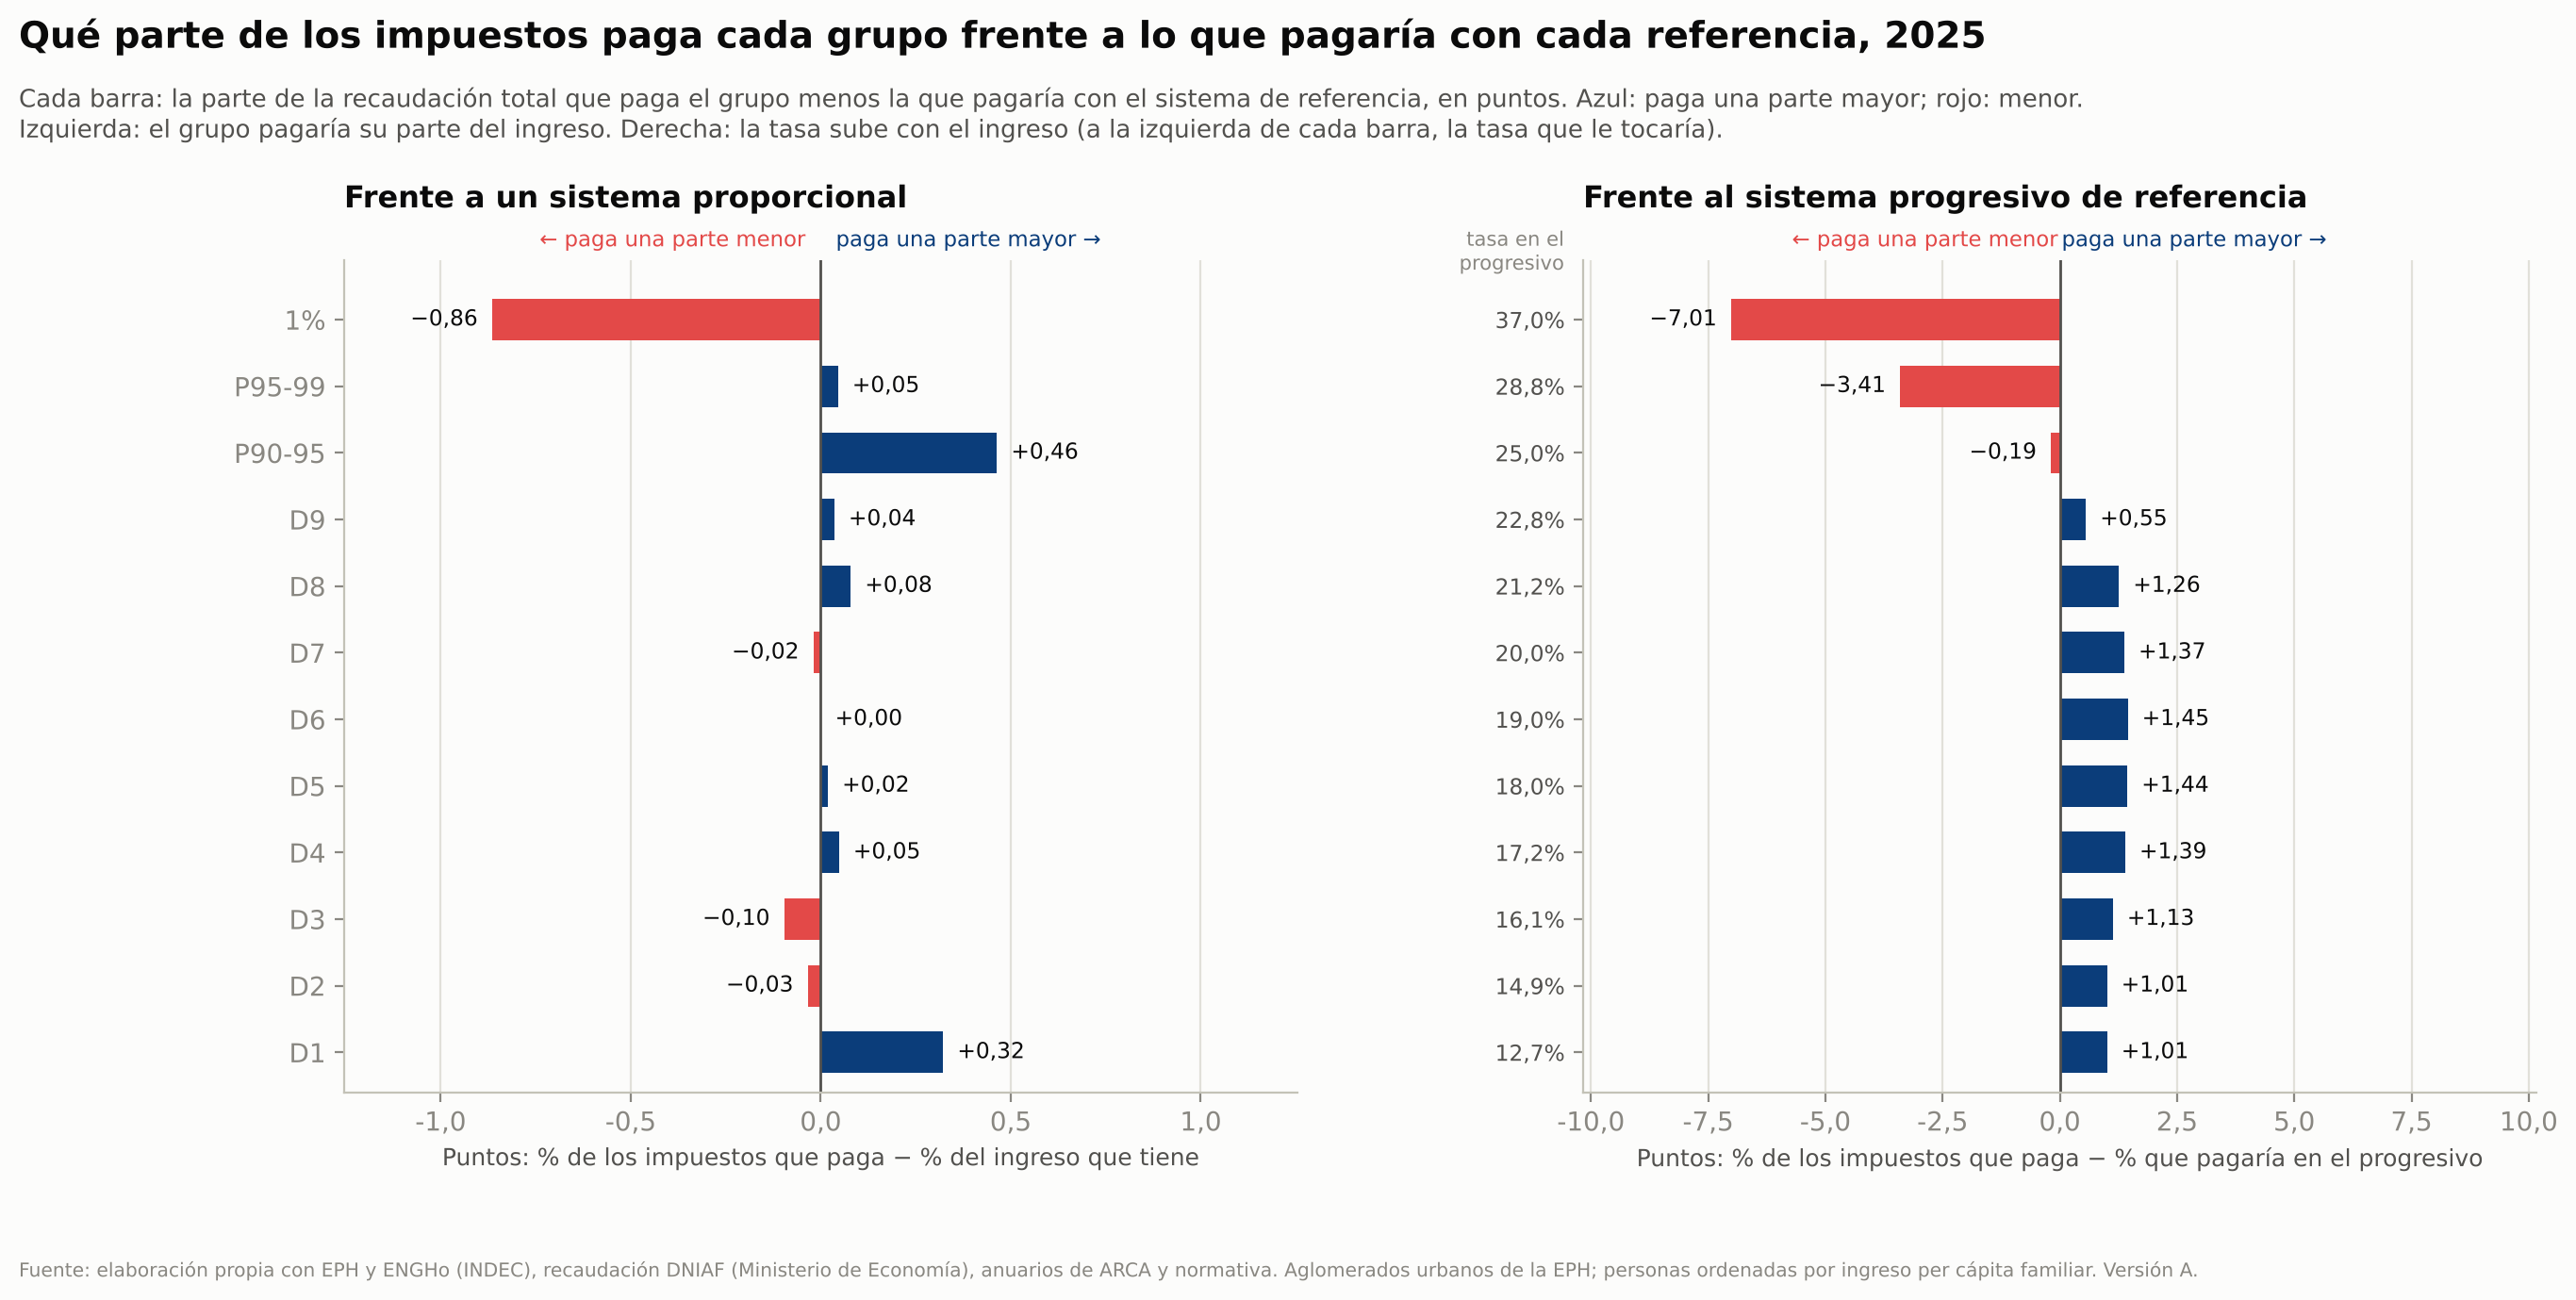 Qué parte de los impuestos paga cada grupo frente a lo que pagaría con cada referencia, 2025
Cada barra: la parte de la recaudación total que paga el grupo menos la que pagaría con el sistema de referencia, en puntos. Azul: paga una parte mayor; rojo: menor.
Izquierda: el grupo pagaría su parte del ingreso. Derecha: la tasa sube con el ingreso (a la izquierda de cada barra, la tasa que le tocaría).
Frente a un sistema proporcional
← paga una parte menor paga una parte mayor →
1% −0,86
P95-99 +0,05
P90-95 +0,46
D9 +0,04
D8 +0,08
D7 −0,02
D6 +0,00
D5 +0,02
D4 +0,05
D3 −0,10
D2 −0,03
D1 +0,32
-1,0 -0,5 0,0 0,5 1,0
Puntos: % de los impuestos que paga − % del ingreso que tiene
Frente al sistema progresivo de referencia
tasa en el
progresivo
← paga una parte menor paga una parte mayor →
37,0% −7,01
28,8% −3,41
25,0% −0,19
22,8% +0,55
21,2% +1,26
20,0% +1,37
19,0% +1,45
18,0% +1,44
17,2% +1,39
16,1% +1,13
14,9% +1,01
12,7% +1,01
-10,0 -7,5 -5,0 -2,5 0,0 2,5 5,0 7,5 10,0
Puntos: % de los impuestos que paga − % que pagaría en el progresivo
Fuente: elaboración propia con EPH y ENGHo (INDEC), recaudación DNIAF (Ministerio de Economía), anuarios de ARCA y normativa. Aglomerados urbanos de la EPH; personas ordenadas por ingreso per cápita familiar. Versión A.